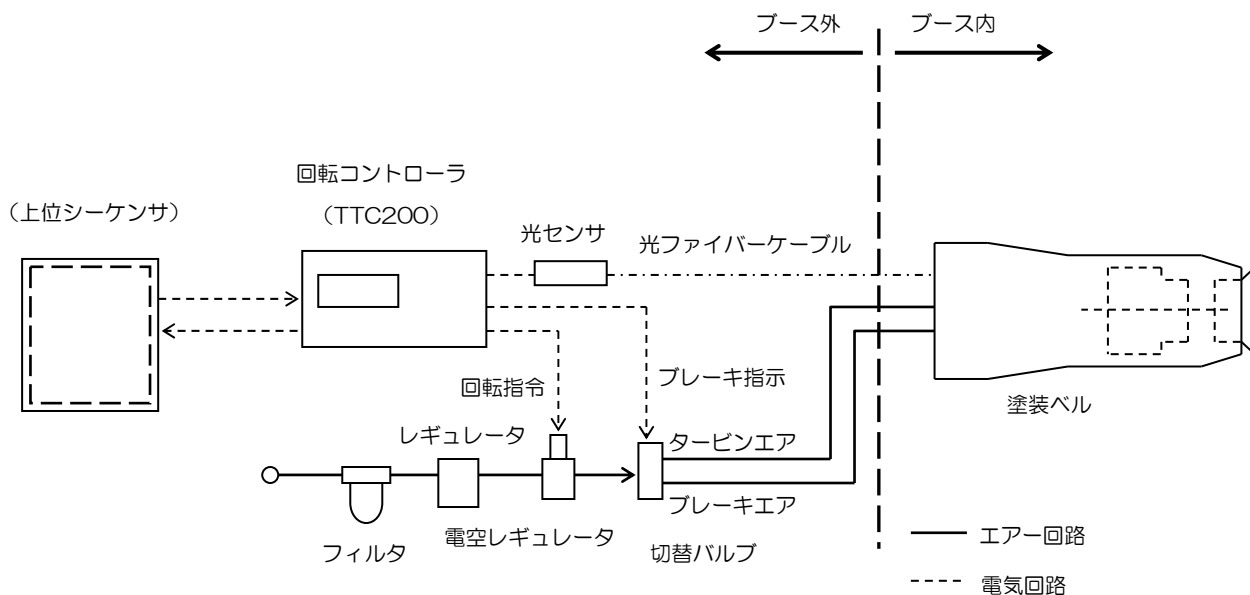 ブース外
ブース内
回転コントローラ
（TTC200）
（上位シーケンサ）
光センサ
光ファイバーケーブル
回転指令
ブレーキ指示
塗装ベル
レギュレータ
タービンエア
ブレーキエア
電空レギュレータ
フィルタ
切替バルブ
エアー回路
電気回路